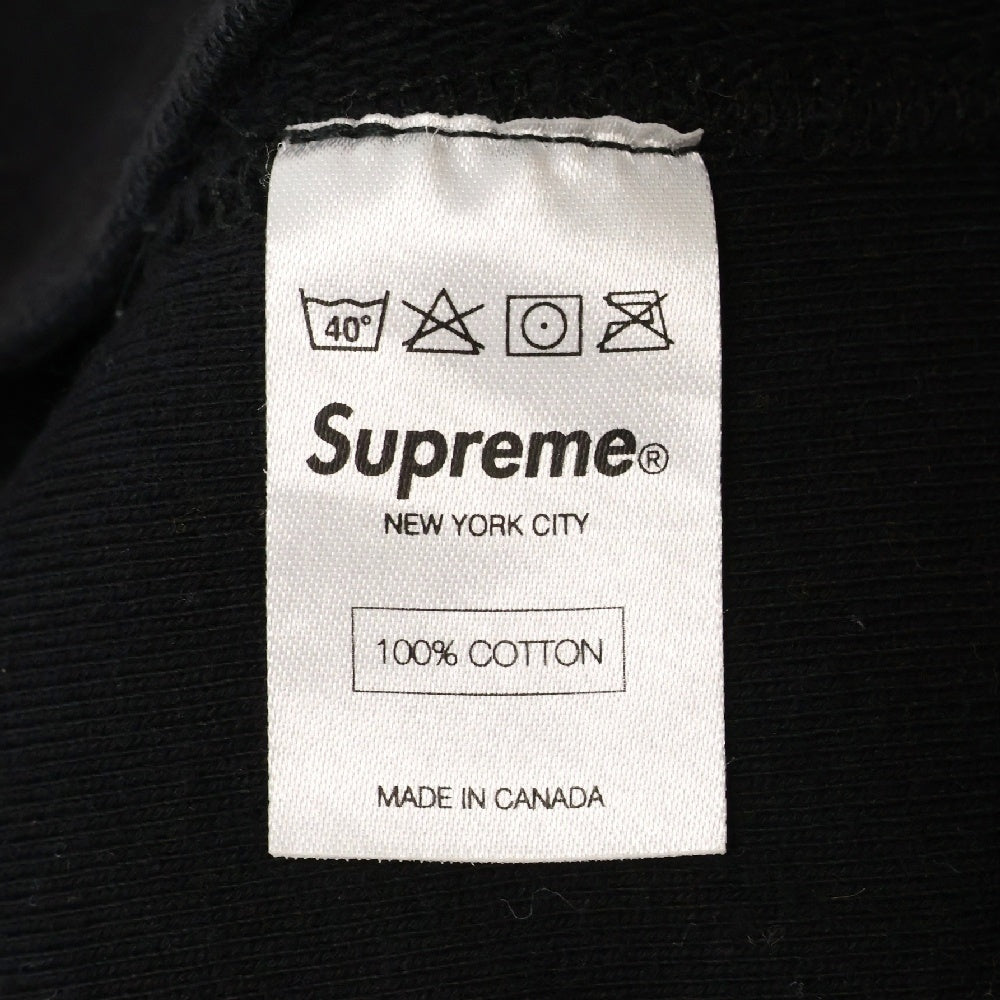 40°
Supreme®
NEW YORK CITY
100% COTTON
MADE IN CANADA